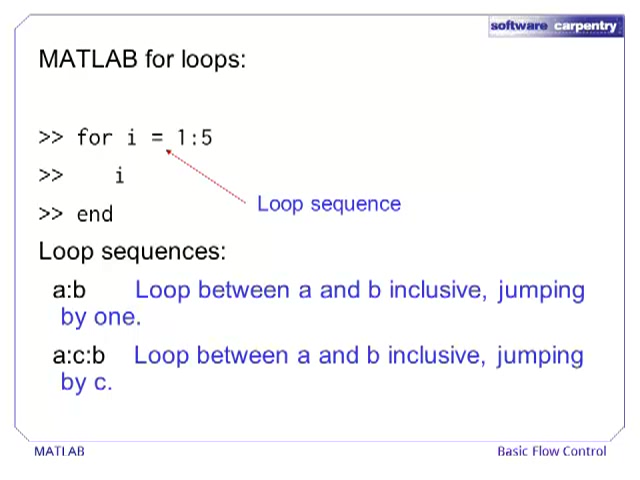 software carpentry
MATLAB for loops:
>> for i = 1:5
>> i
>> end
Loop sequence
Loop sequences:
a:b Loop between a and b inclusive, jumping
by one.
a:c:b Loop between a and b inclusive, jumping
by c.
MATLAB
Basic Flow Control